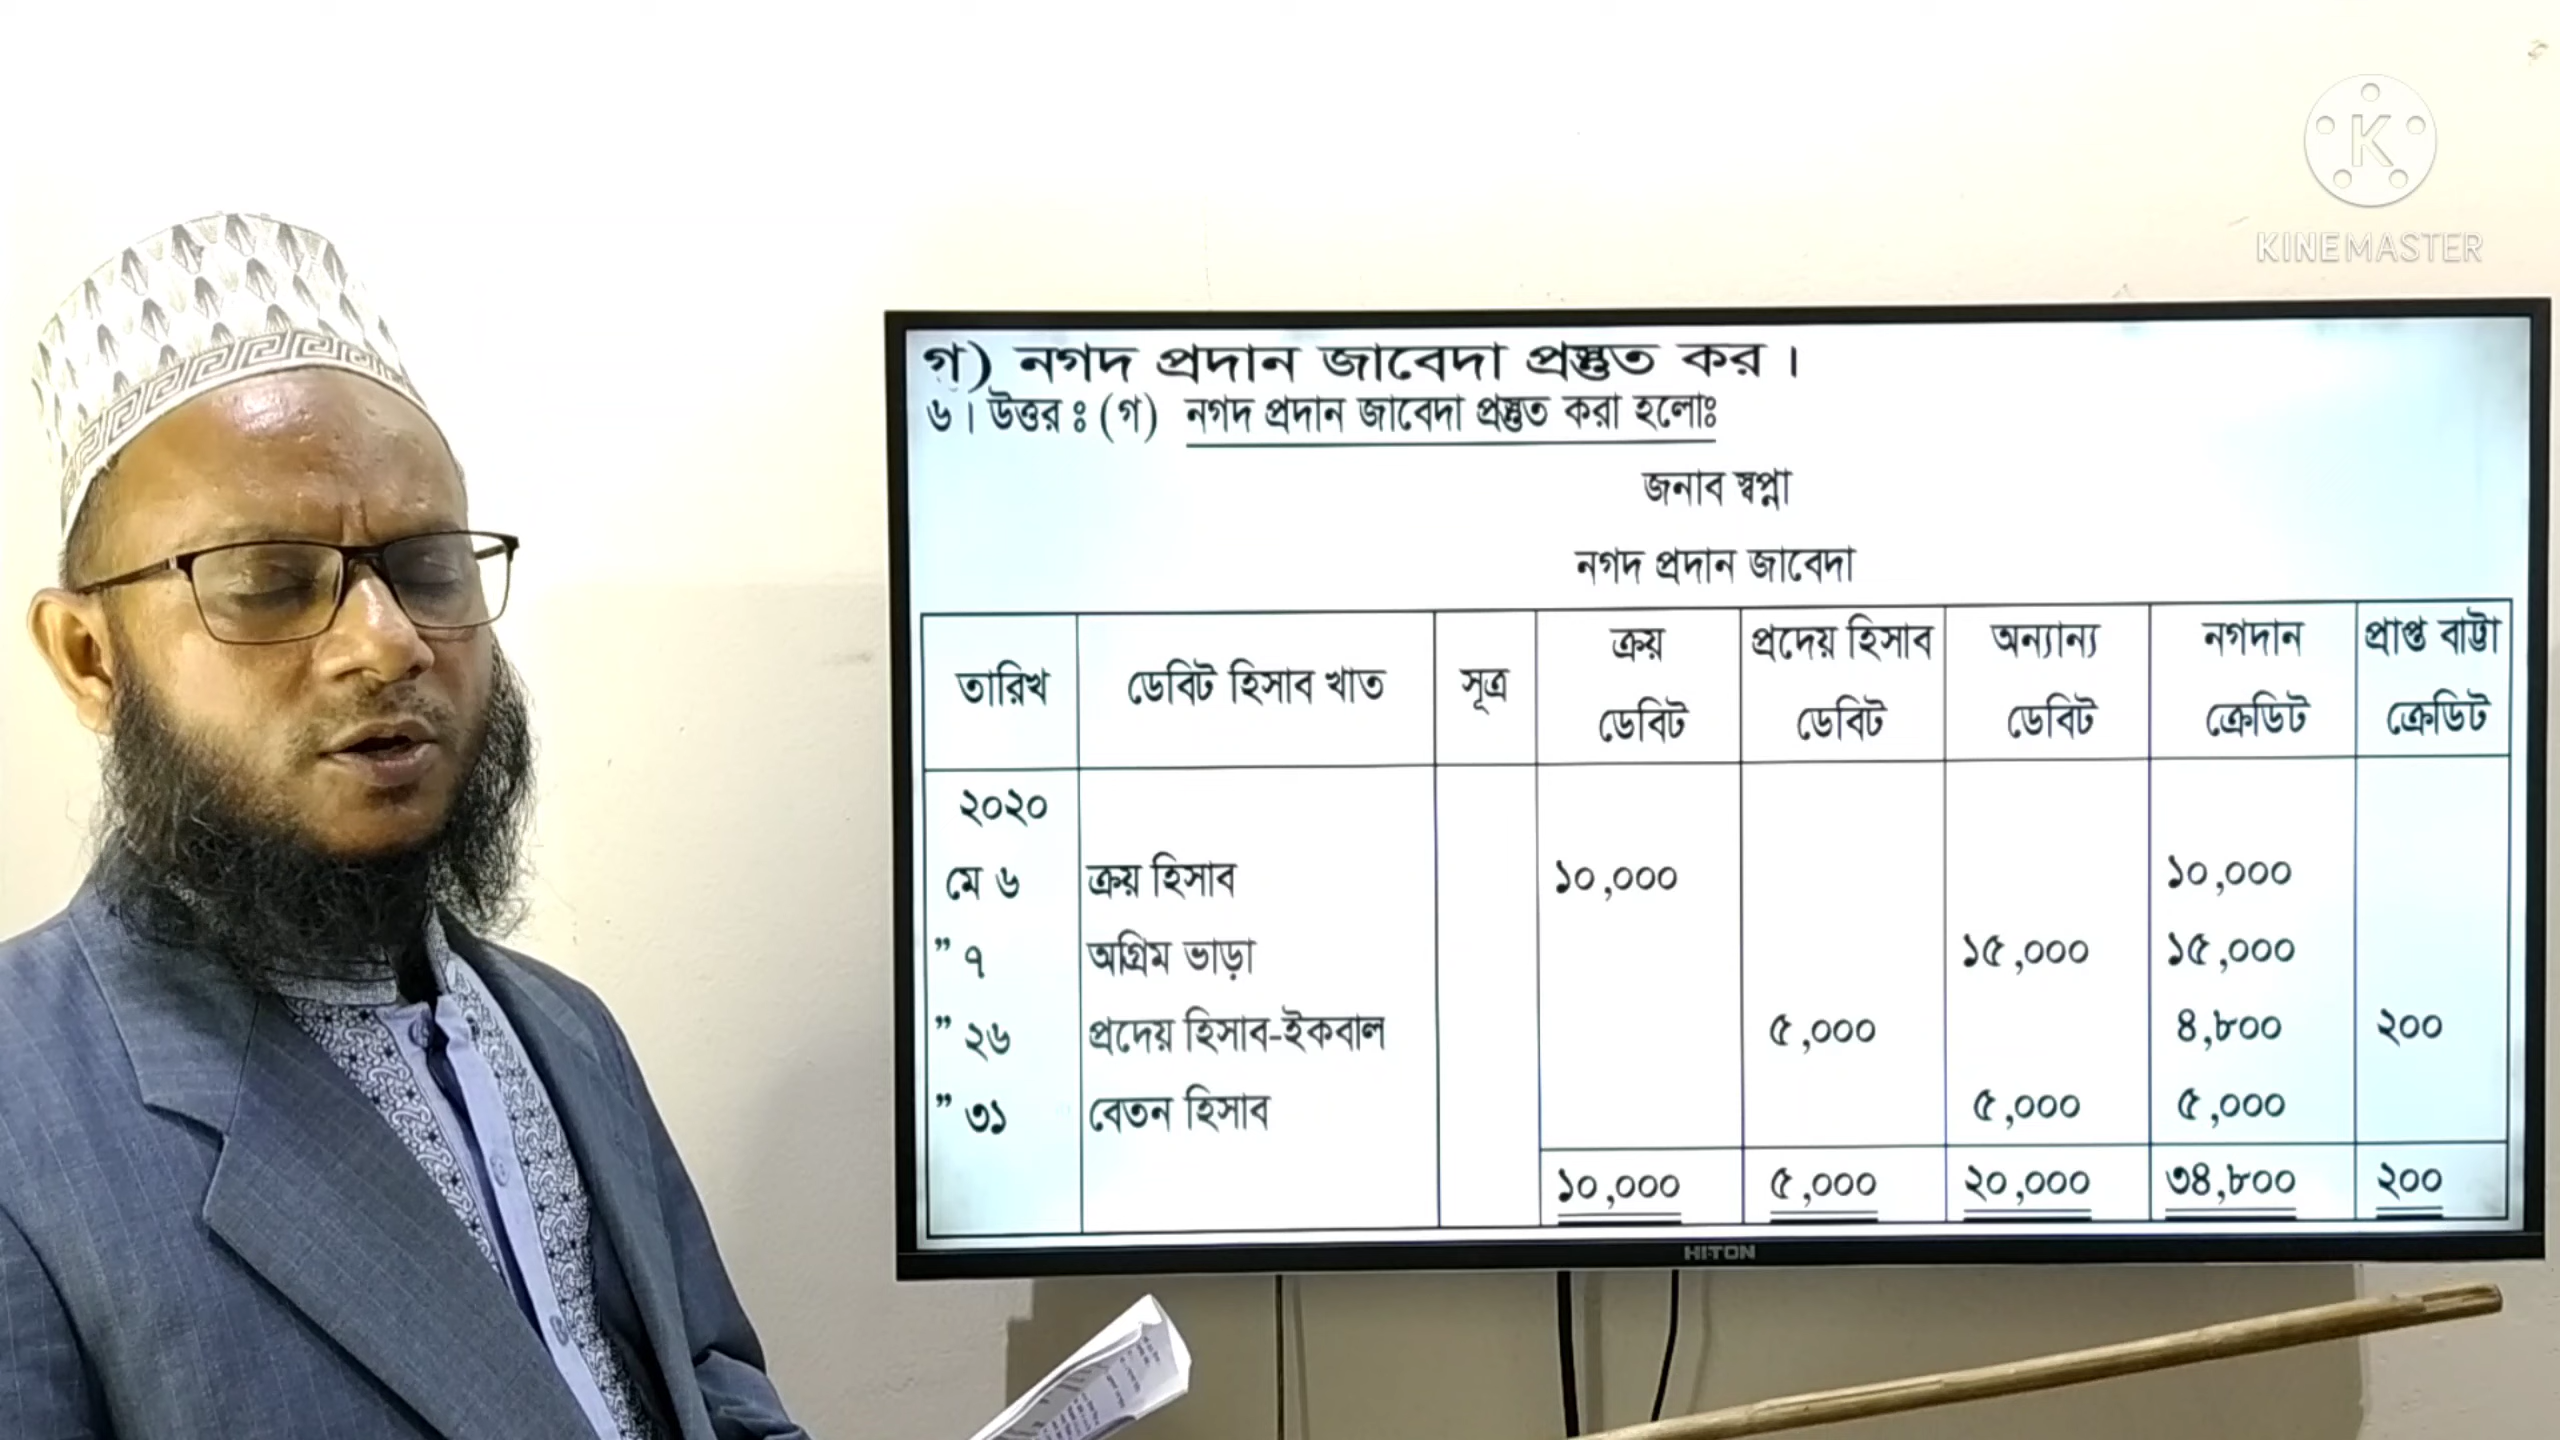 K
KINEMASTER
গ) নগদ প্রদান জাবেদা প্রস্তুত কর।
৬। উত্তর ঃ (গ) নগদ প্রদান জাবেদা প্রস্তুত করা হলোঃ
জনাব স্বপ্না
নগদ প্রদান জাবেদা
তারিখ ডেবিট হিসাব খাত সূত্র ক্রয় ডেবিট প্রদেয় হিসাব ডেবিট অন্যান্য ডেবিট নগদান ক্রেডিট প্রাপ্ত বাট্টা ক্রেডিট
২০২০
মে ৬ ক্রয় হিসাব ১০,০০০ ১০,০০০
” ৭ অগ্রিম ভাড়া ১৫,০০০ ১৫,০০০
” ২৬ প্রদেয় হিসাব-ইকবাল ৫,০০০ ৪,৮০০ ২০০
” ৩১ বেতন হিসাব ৫,০০০ ৫,০০০
১০,০০০ ৫,০০০ ২০,০০০ ৩৪,৮০০ ২০০
HITON